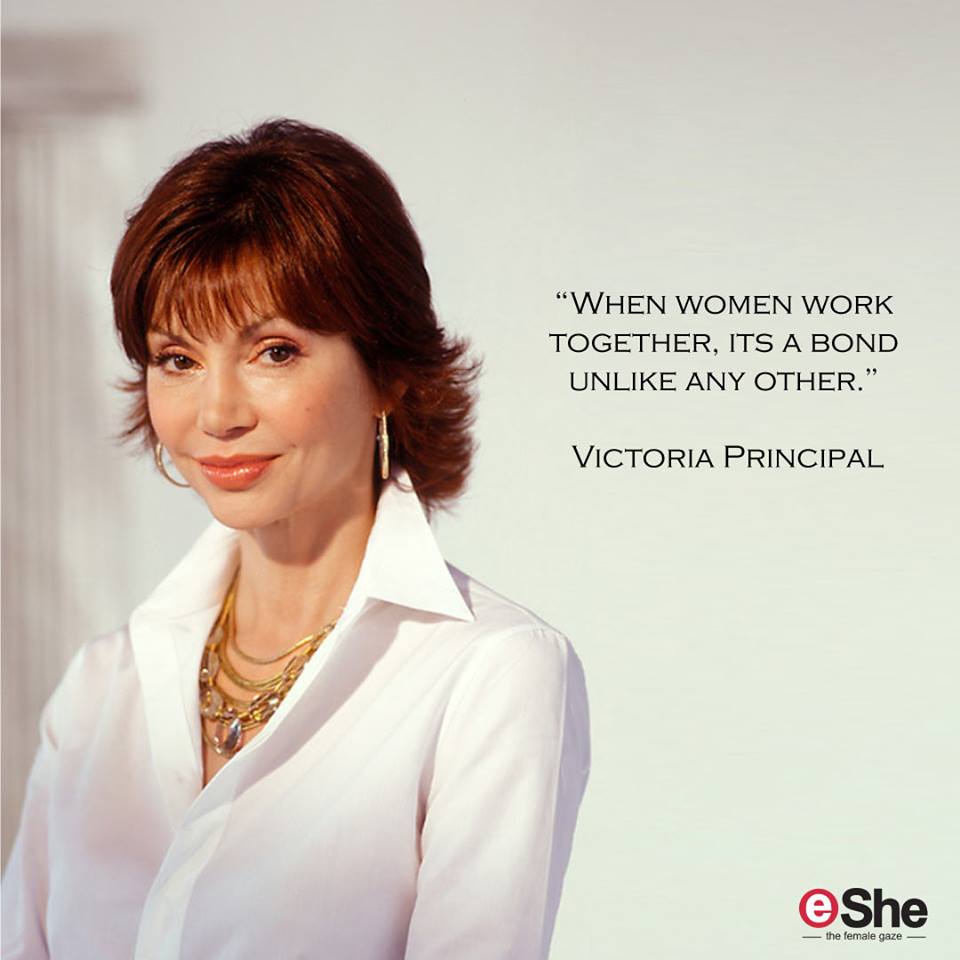 “When women work
together, its a bond
unlike any other.”
Victoria Principal
eShe
the female gaze